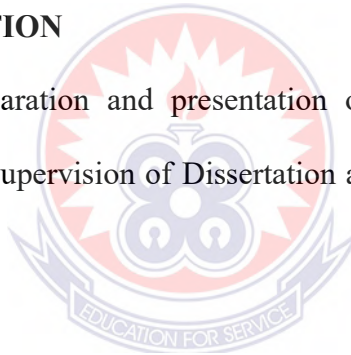 TION
aration and presentation o
upervision of Dissertation a
EDUCATION FOR SERVICE